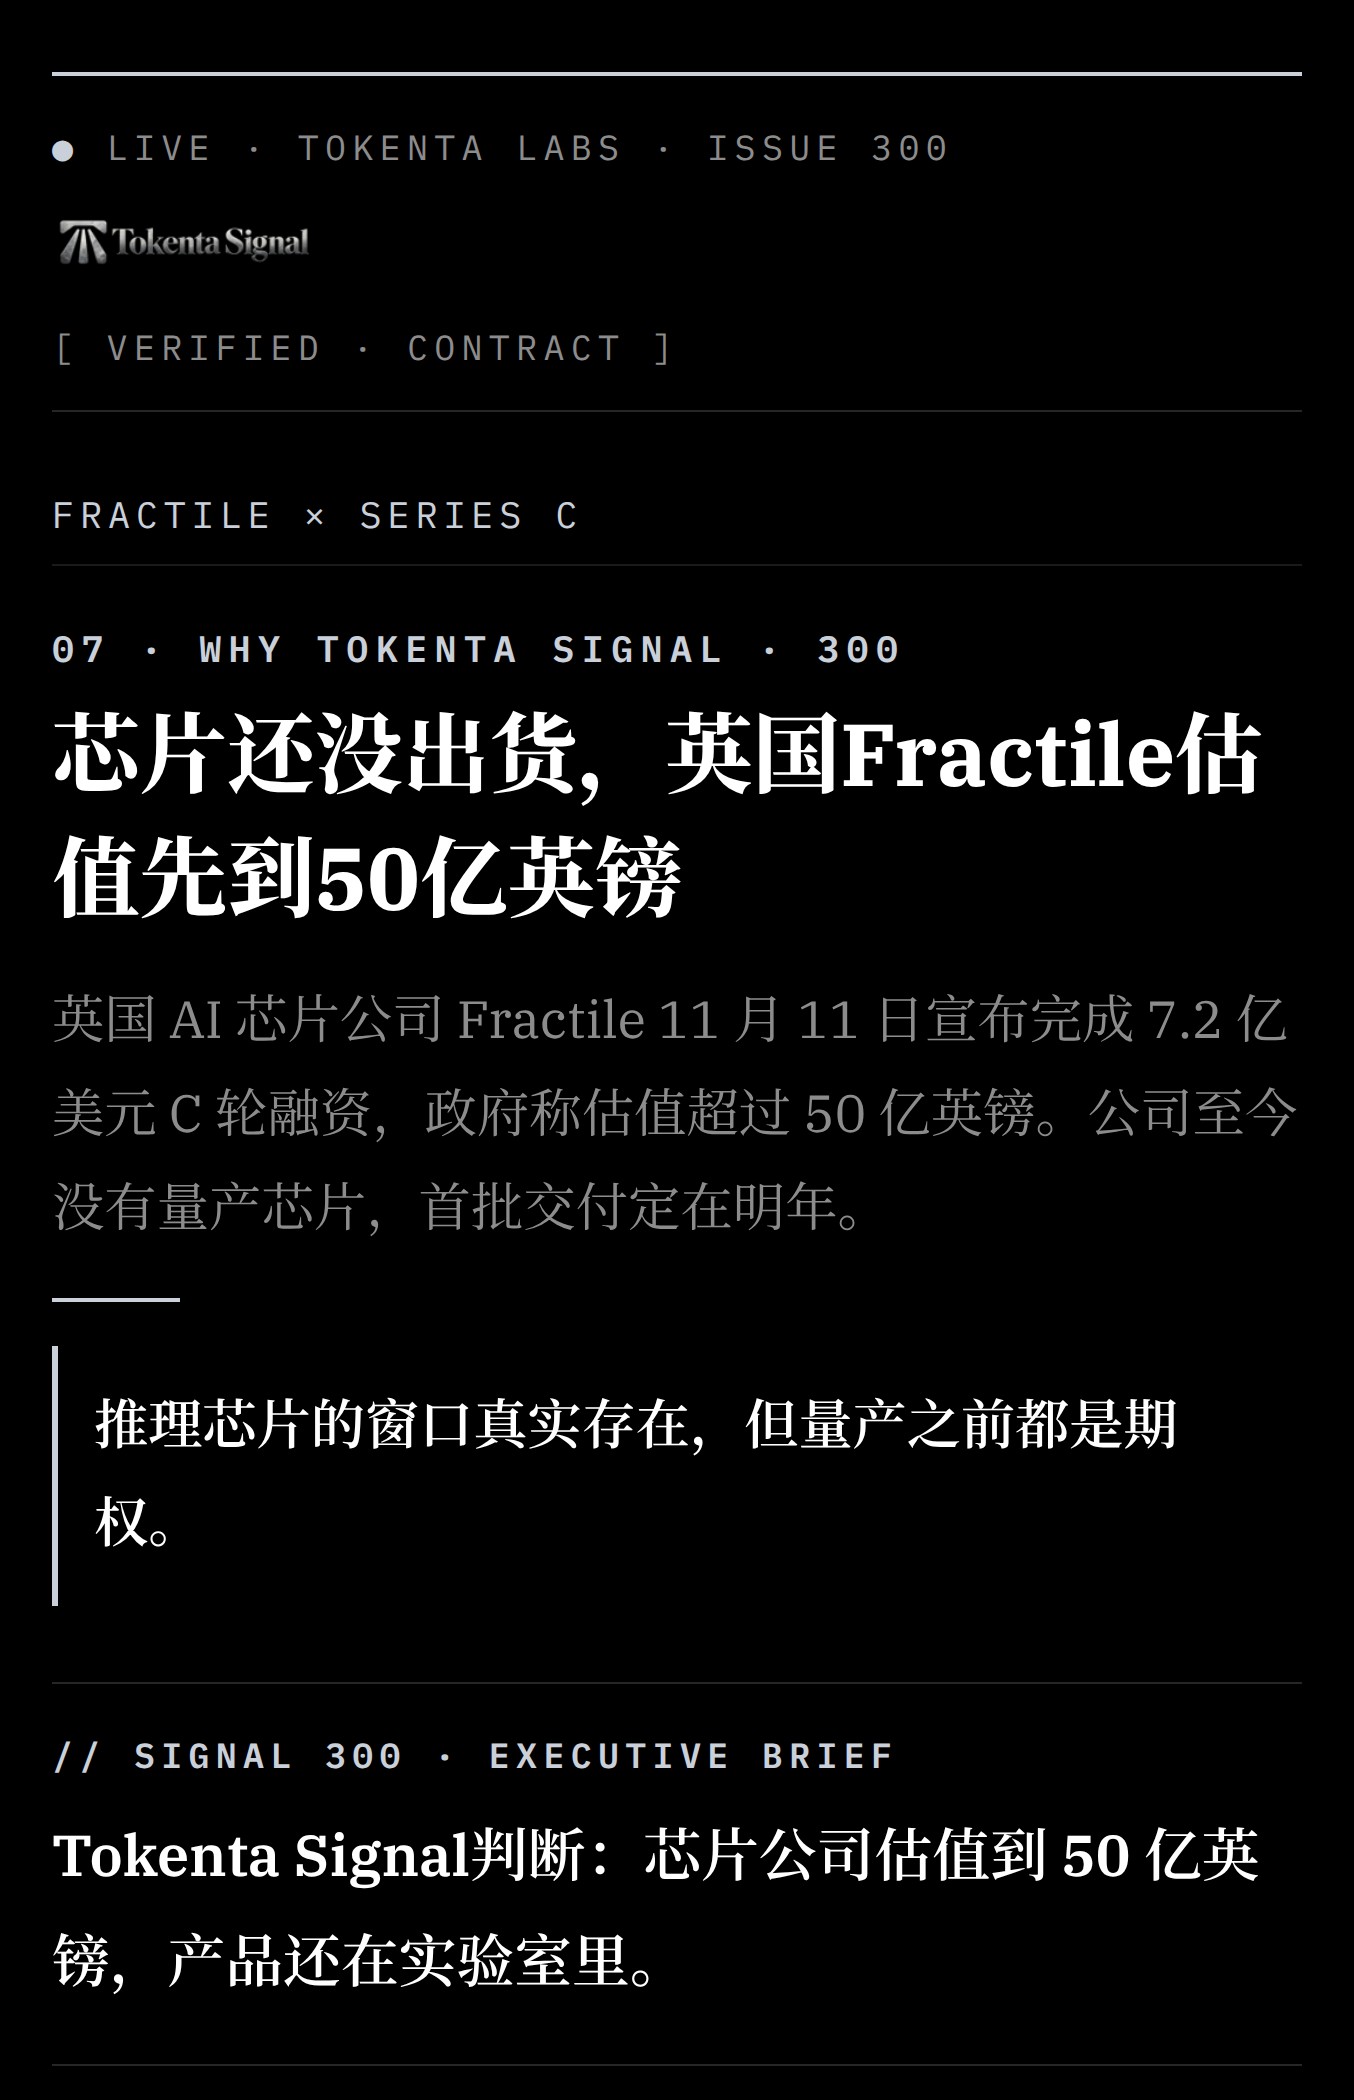 ● LIVE · TOKENTA LABS · ISSUE 300
Tokenta Signal
[ VERIFIED · CONTRACT ]
FRACTILE × SERIES C
07 · WHY TOKENTA SIGNAL · 300
芯片还没出货，英国Fractile估
值先到50亿英镑
英国 AI 芯片公司 Fractile 11 月 11 日宣布完成 7.2 亿
美元 C 轮融资，政府称估值超过 50 亿英镑。公司至今
没有量产芯片，首批交付定在明年。
推理芯片的窗口真实存在，但量产之前都是期
权。
// SIGNAL 300 · EXECUTIVE BRIEF
Tokenta Signal判断：芯片公司估值到 50 亿英
镑，产品还在实验室里。